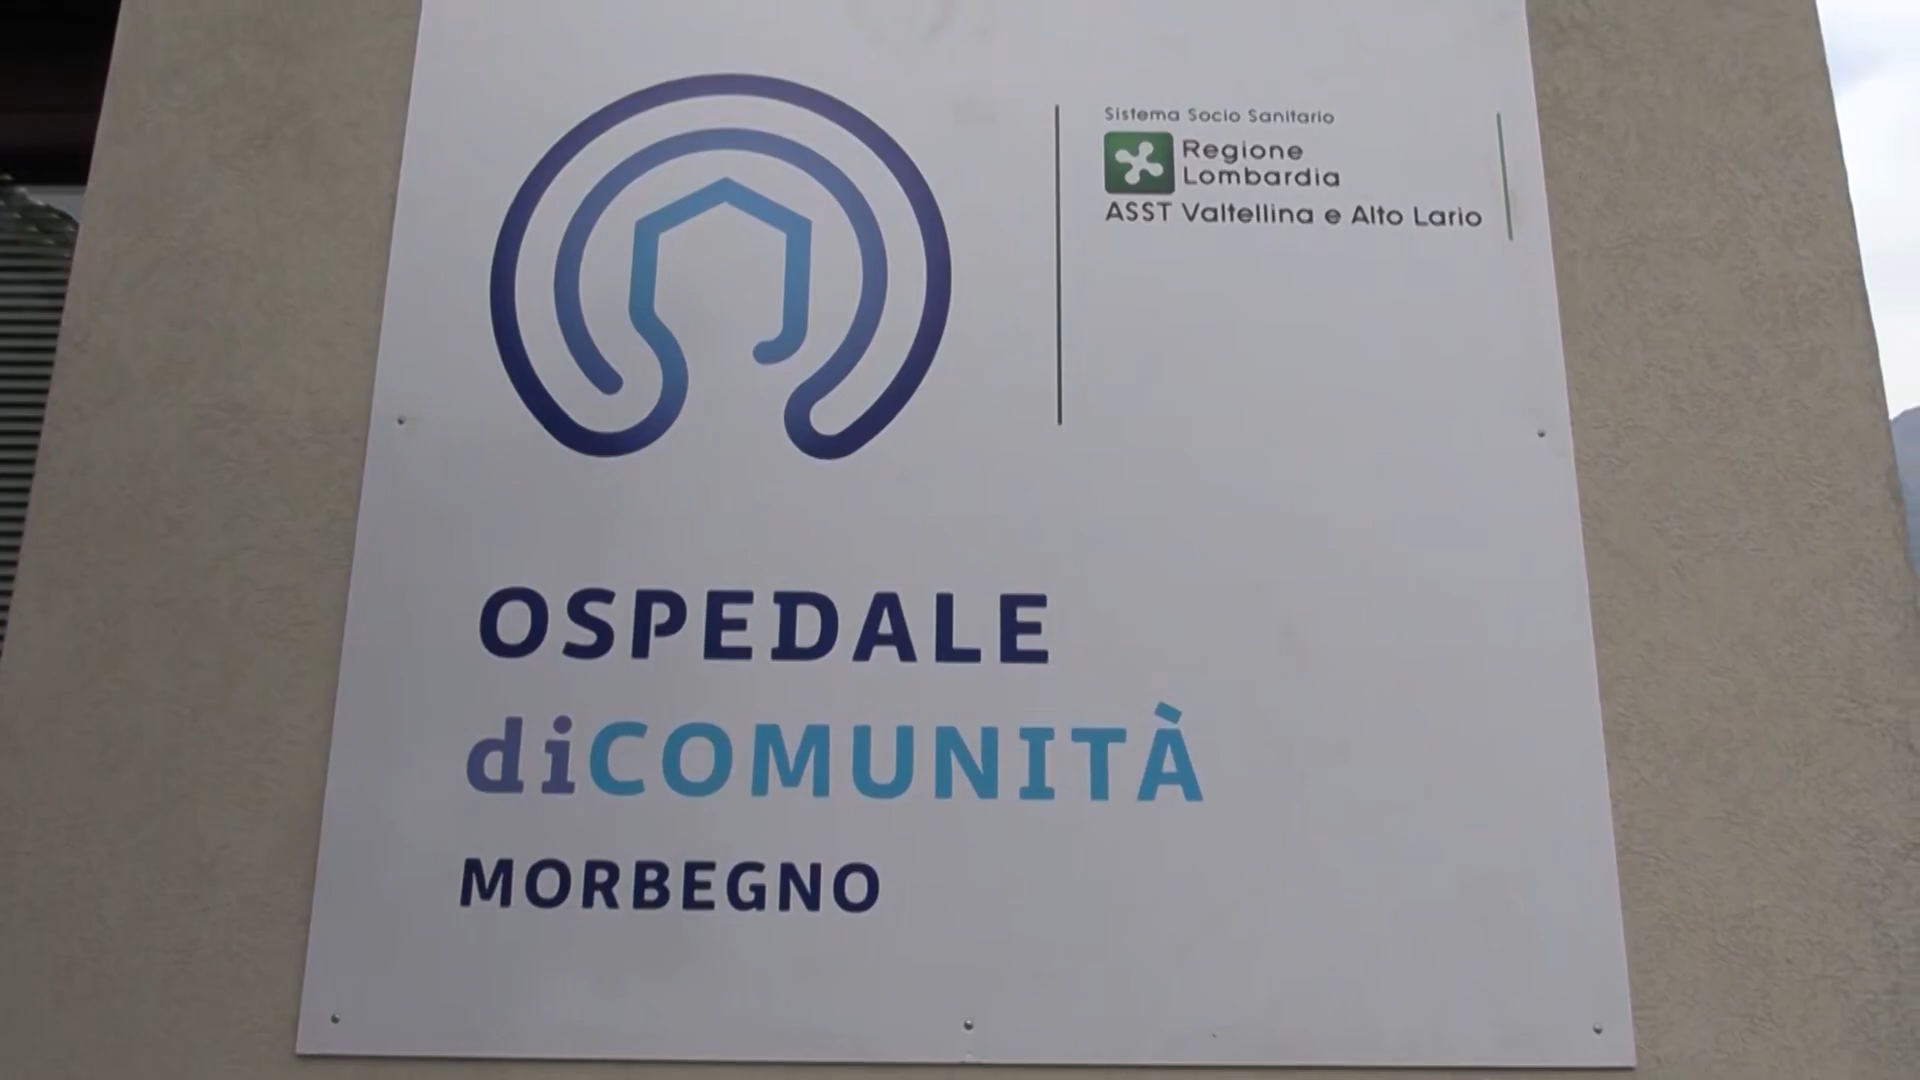 Sistema Socio Sanitario
Regione
Lombardia
ASST Valtellina e Alto Lario
OSPEDALE
diCOMUNITÀ
MORBEGNO